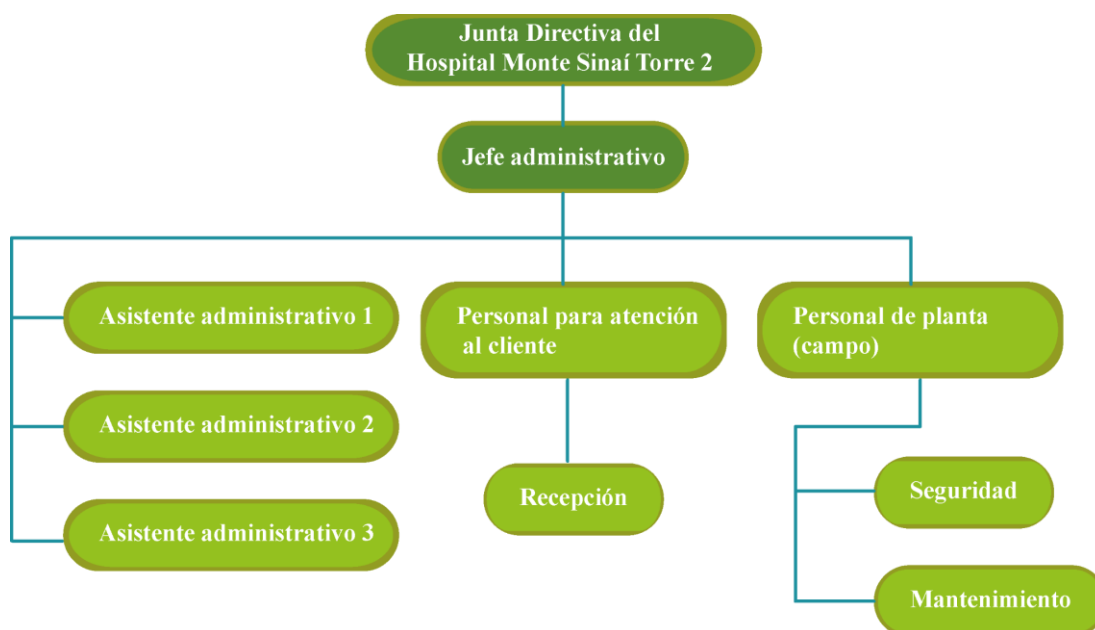 Junta Directiva del
Hospital Monte Sinaí Torre 2
Jefe administrativo
Asistente administrativo 1
Asistente administrativo 2
Asistente administrativo 3
Personal para atención
al cliente
Recepción
Personal de planta
(campo)
Seguridad
Mantenimiento